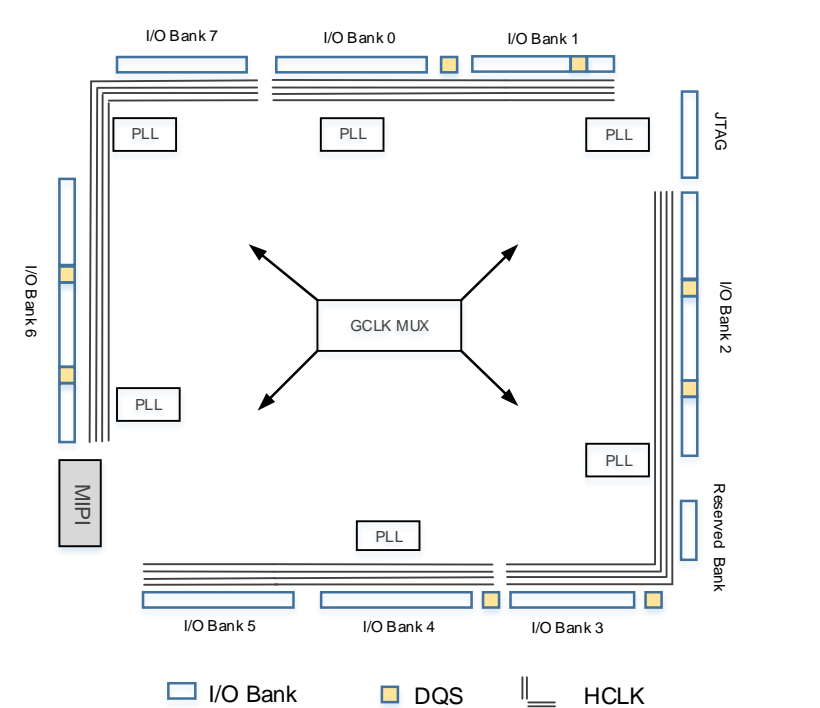 I/O Bank 7
I/O Bank 0
I/O Bank 1
PLL
PLL
PLL
JTAG
I/O Bank 6
GCLK MUX
I/O Bank 2
PLL
PLL
MIPI
PLL
Reserved Bank
I/O Bank 5
I/O Bank 4
I/O Bank 3
I/O Bank
DQS
HCLK